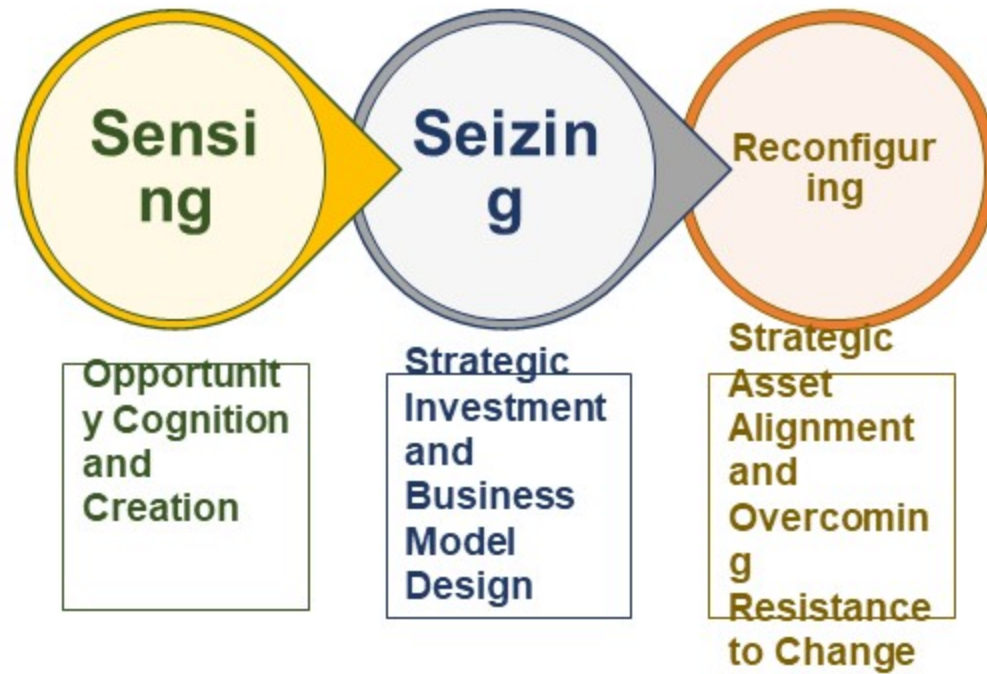 Sensi
ng
Seizin
g
Reconfigur
ing
Opportunit
y Cognition
and
Creation
Strategic
Investment
and
Business
Model
Design
Strategic
Asset
Alignment
and
Overcomin
g
Resistance
to Change